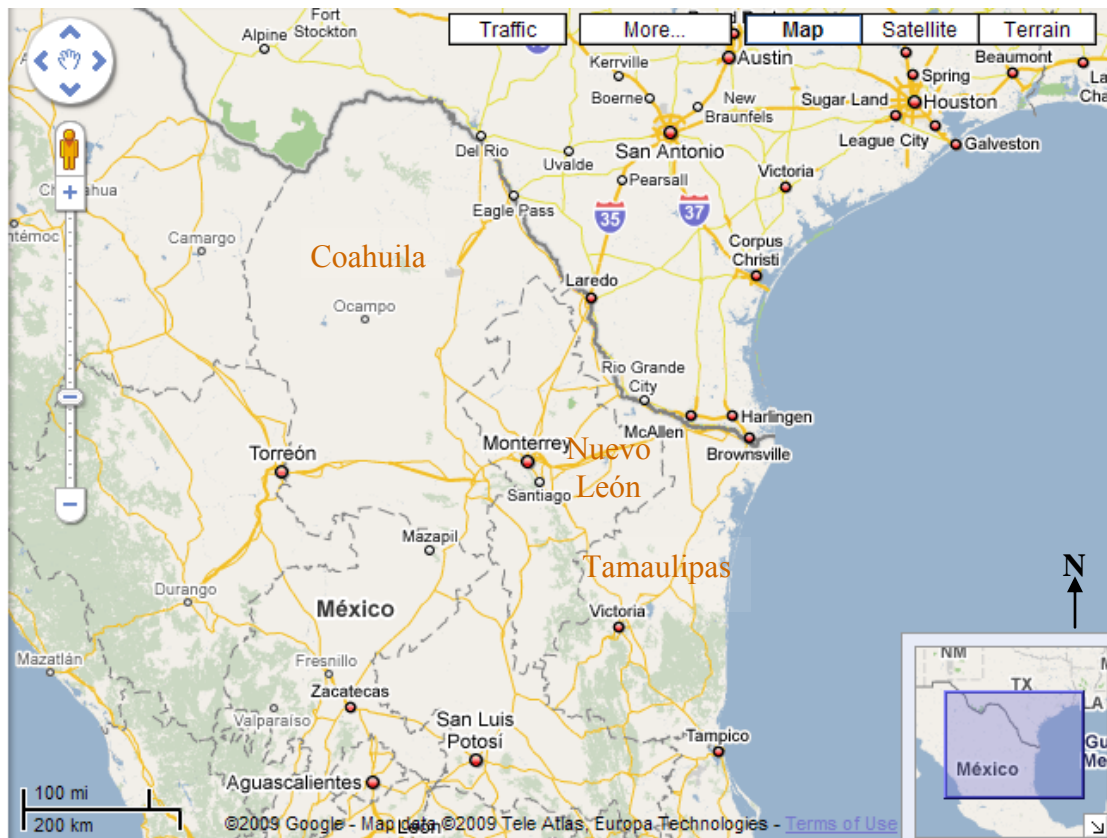 Fort
Stockton
Alpine
Traffic
More...
Map
Satellite
Terrain
Kerrville
Austin
Beaumont
Spring
Boerne
New
Braunfels
Sugar Land
Houston
San Antonio
League City
Galveston
Del Rio
Uvalde
Pearsall
Victoria
Eagle Pass
35
37
Camargo
Coahuila
Corpus
Christi
Laredo
Ocampo
Rio Grande
City
McAllen
Harlingen
Brownsville
Torreón
Monterrey
Nuevo
León
Santiago
Mazapil
Tamaulipas
N
Durango
México
Victoria
Mazatlán
Fresnillo
Zacatecas
Valparaíso
San Luis
Potosí
Tampico
Aguascalientes
NM
TX
LA
México
Gu
Me
100 mi
200 km
©2009 Google - Map data ©2009 Tele Atlas, Europa Technologies - Terms of Use
León